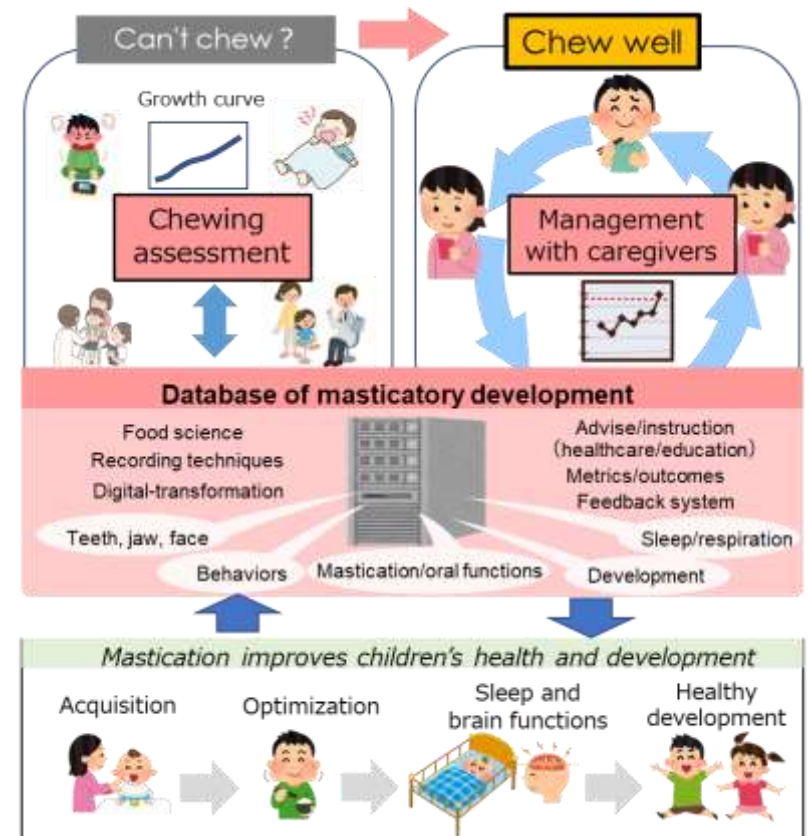 Can't chew ?
Chew well
Growth curve
Chewing
assessment
Management
with caregivers
Database of masticatory development
Food science
Recording techniques
Digital-transformation
Teeth, jaw, face
Behaviors
Mastication/oral functions
Advise/instruction
(healthcare/education)
Metrics/outcomes
Feedback system
Sleep/respiration
Development
Mastication improves children's health and development
Acquisition
Optimization
Sleep and
brain functions
Healthy
development